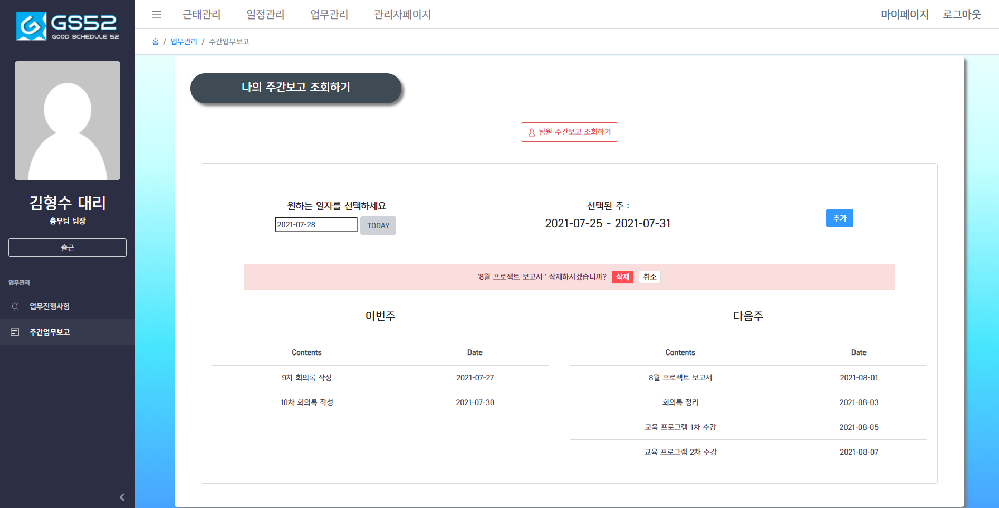 GS52
GOOD SCHEDULE 52
근태관리 일정관리 업무관리 관리자페이지 마이페이지 로그아웃
홈 / 업무관리 / 주간업무보고
김형수 대리
총무팀 팀장
출근
업무관리
업무진행사항
주간업무보고
나의 주간보고 조회하기
팀원 주간보고 조회하기
원하는 일자를 선택하세요
2021-07-28 TODAY
선택된 주 :
2021-07-25 - 2021-07-31
추가
'8월 프로젝트 보고서 ' 삭제하시겠습니까? 삭제 취소
이번주
Contents Date
9차 회의록 작성 2021-07-27
10차 회의록 작성 2021-07-30
다음주
Contents Date
8월 프로젝트 보고서 2021-08-01
회의록 정리 2021-08-03
교육 프로그램 1차 수강 2021-08-05
교육 프로그램 2차 수강 2021-08-07